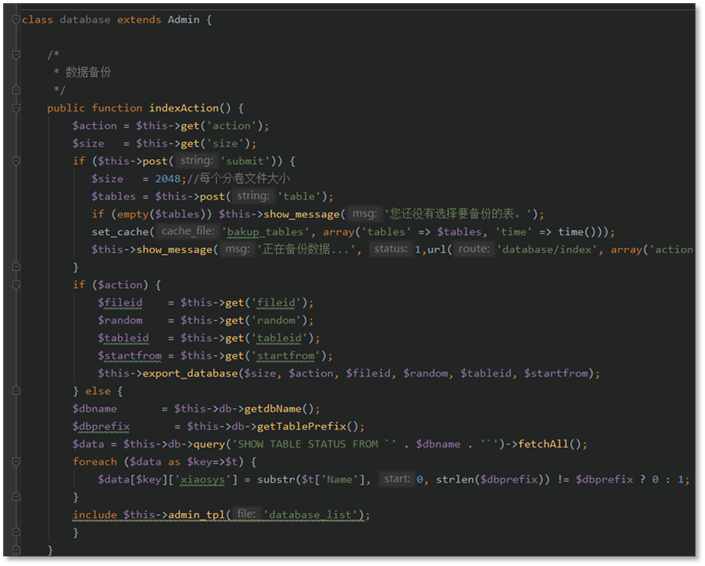 class database extends Admin {
/*
* 数据备份
*/
public function indexAction() {
$action = $this->get('action');
$size   = $this->get('size');
if ($this->post( string: 'submit')) {
$size   = 2048;//每个分卷文件大小
$tables = $this->post( string: 'table');
if (empty($tables)) $this->show_message( msg: '您还没有选择要备份的表。');
set_cache( cache_file: 'bakup_tables', array('tables' => $tables, 'time' => time()));
$this->show_message( msg: '正在备份数据...', status: 1,url( route: 'database/index', array('action
}
if ($action) {
$fileid    = $this->get('fileid');
$random    = $this->get('random');
$tableid   = $this->get('tableid');
$startfrom = $this->get('startfrom');
$this->export_database($size, $action, $fileid, $random, $tableid, $startfrom);
} else {
$dbname      = $this->db->getdbName();
$dbprefix      = $this->db->getTablePrefix();
$data = $this->db->query('SHOW TABLE STATUS FROM `' . $dbname . '`')->fetchAll();
foreach ($data as $key=>$t) {
$data[$key]['xiaosys'] = substr($t['Name'], start: 0, strlen($dbprefix)) != $dbprefix ? 0 : 1;
}
include $this->admin_tpl( file: 'database_list');
}
}